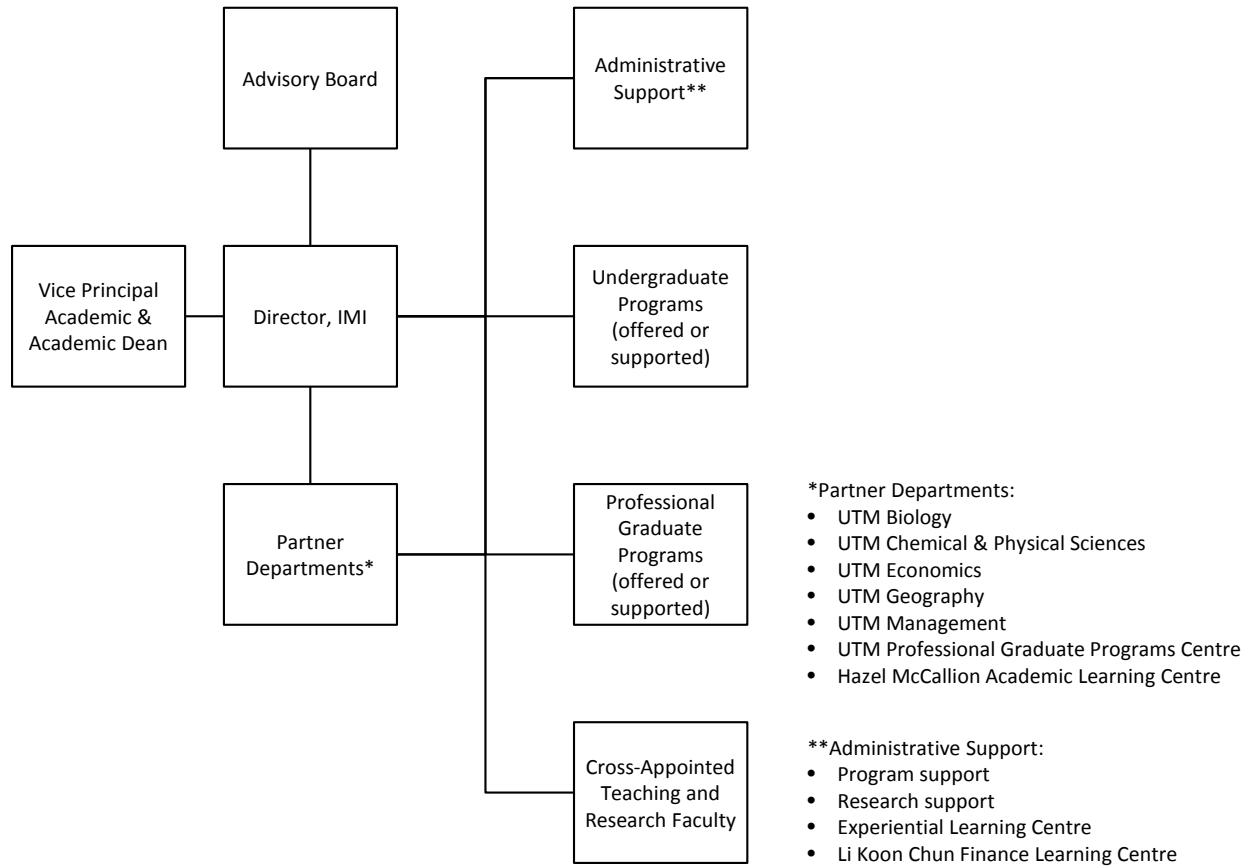 Advisory Board
Administrative
Support**
Vice Principal
Academic &
Academic Dean
Director, IMI
Undergraduate
Programs
(offered or
supported)
Partner
Departments*
Professional
Graduate
Programs
(offered or
supported)
*Partner Departments:
• UTM Biology
• UTM Chemical & Physical Sciences
• UTM Economics
• UTM Geography
• UTM Management
• UTM Professional Graduate Programs Centre
• Hazel McCallion Academic Learning Centre
Cross-Appointed
Teaching and
Research Faculty
**Administrative Support:
• Program support
• Research support
• Experiential Learning Centre
• Li Koon Chun Finance Learning Centre